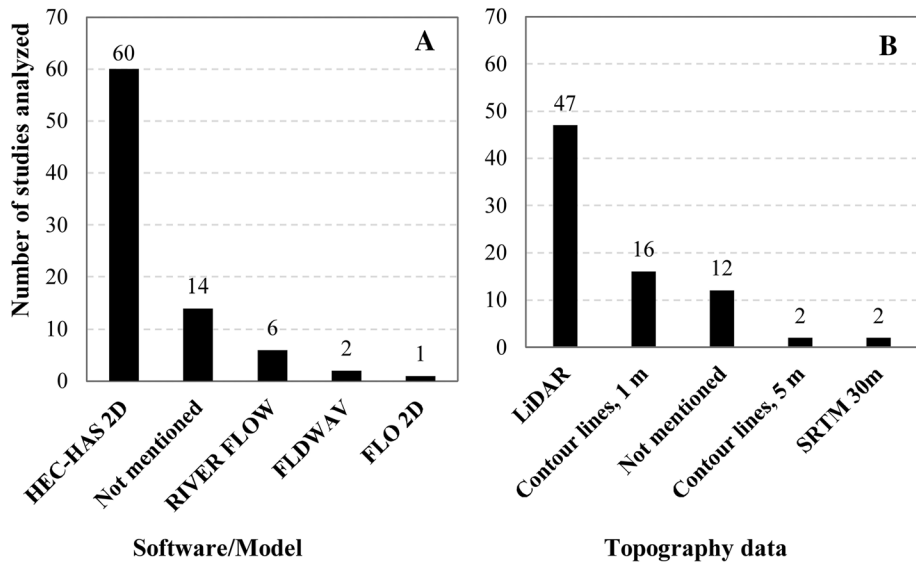 Number of studies analyzed
70
60
50
40
30
20
10
0
A
60
14
6
2
1
HEC-HAS 2D
Not mentioned
RIVER FLOW
FLDWAV
FLO 2D
Software/Model
70
60
50
40
30
20
10
0
B
47
16
12
2
2
LiDAR
Contour lines, 1 m
Not mentioned
Contour lines, 5 m
SRTM 30m
Topography data